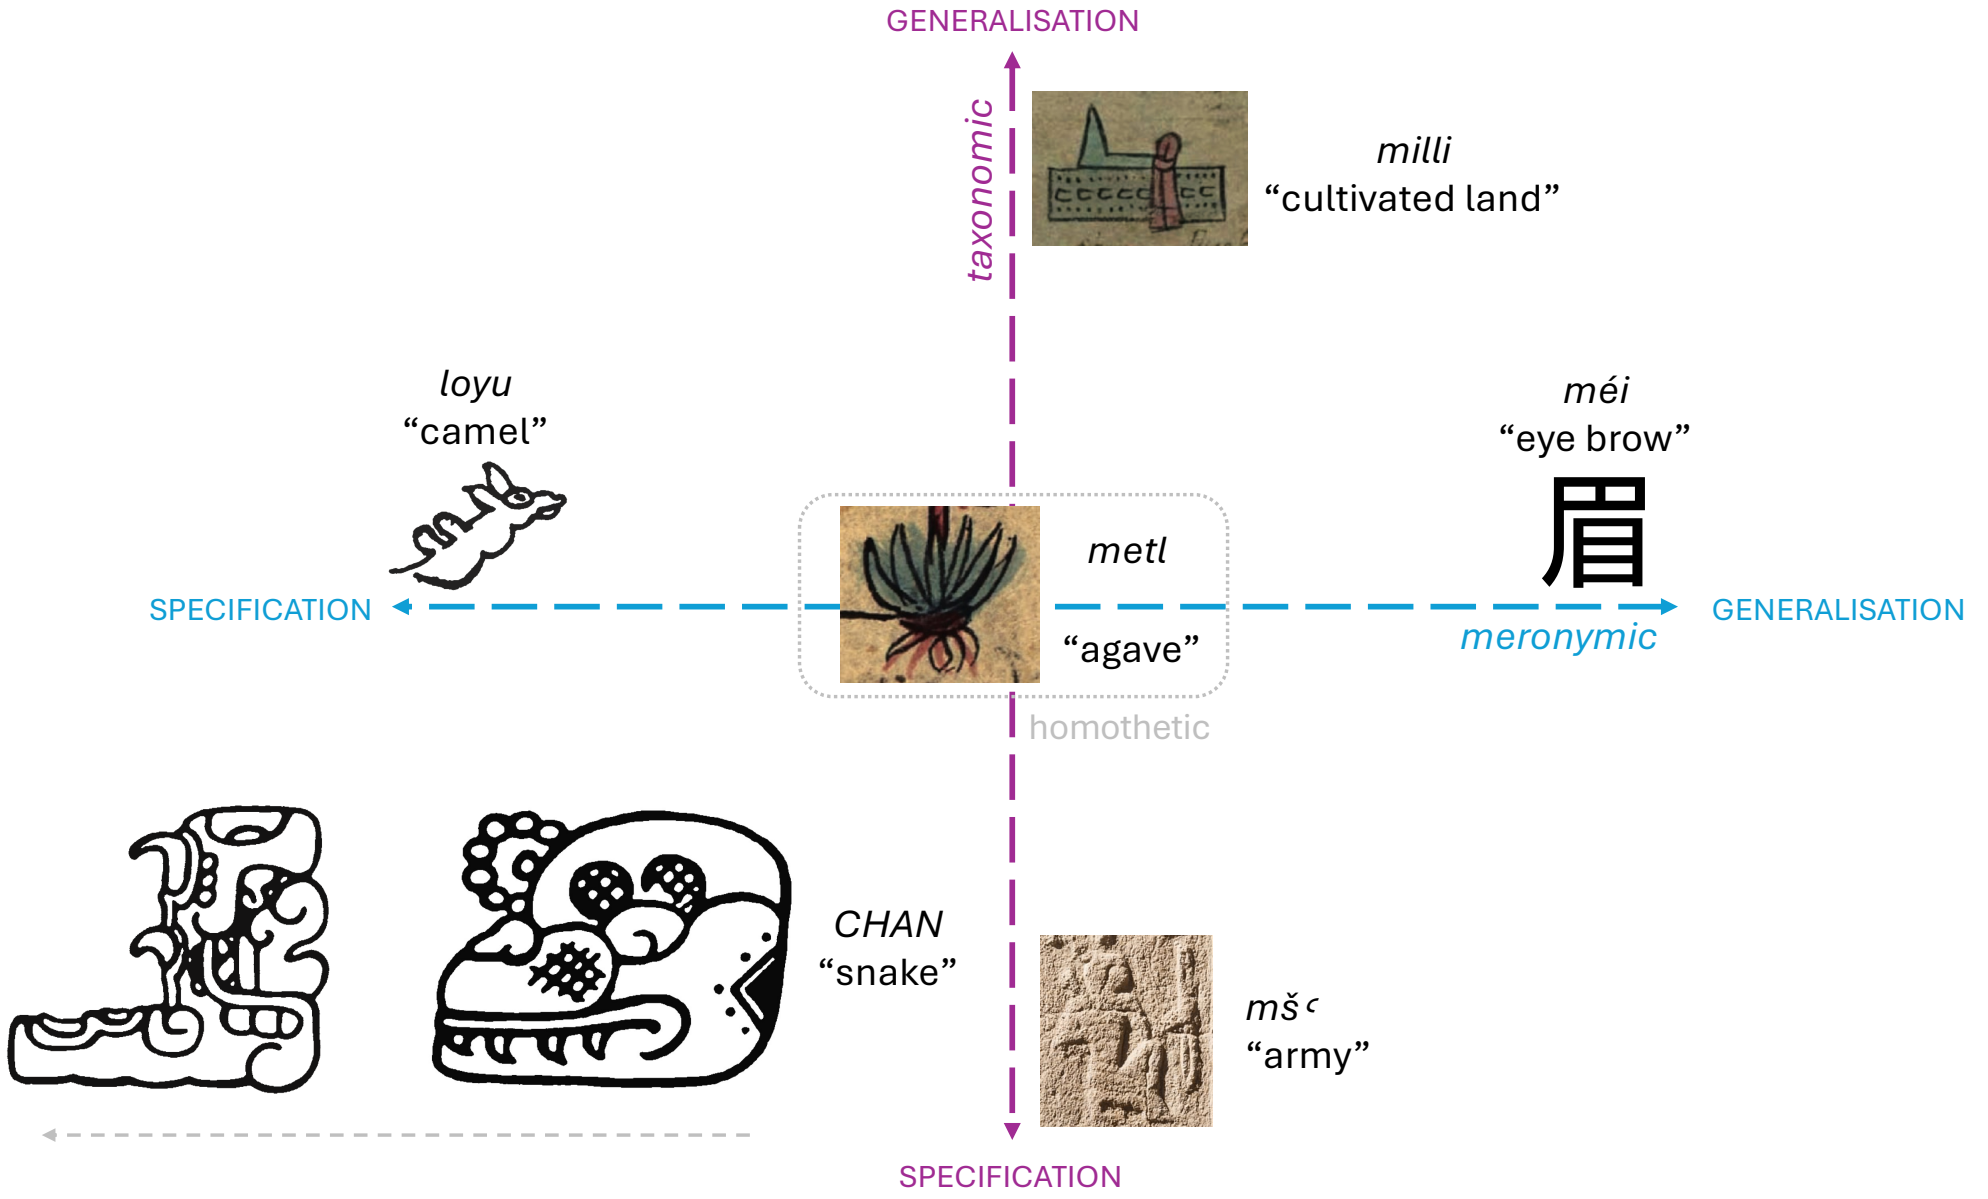 GENERALISATION
taxonomic
milli
“cultivated land”
loyu
“camel”
méi
“eye brow”
眉
metl
SPECIFICATION
GENERALISATION
meronymic
“agave”
homothetic
CHAN
“snake”
mšꜥ
“army”
SPECIFICATION